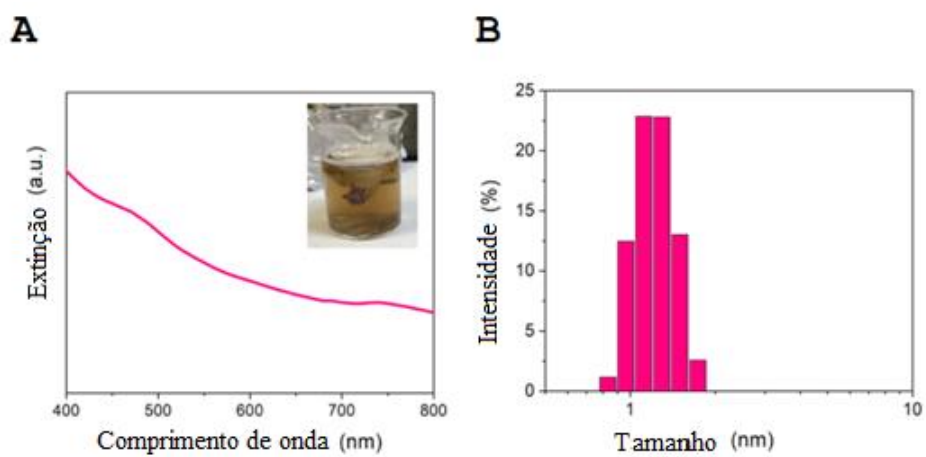 A
B
Extinção (a.u.)
400
500
600
700
800
Comprimento de onda (nm)
Intensidade (%)
25
20
15
10
5
0
1
10
Tamanho (nm)